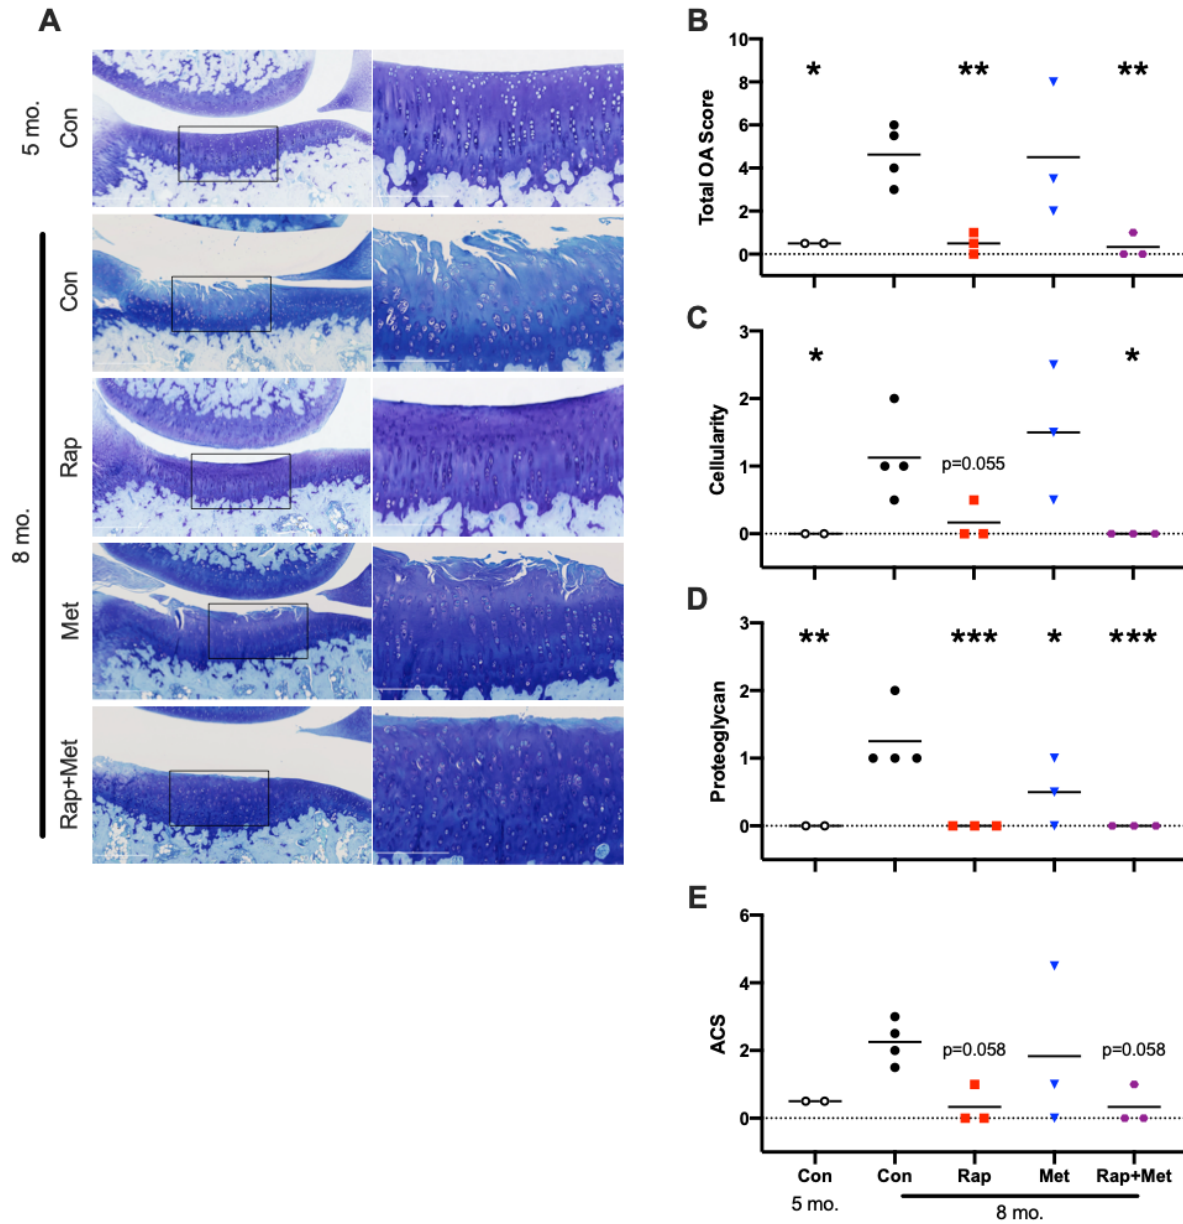 A
5 mo.
Con
8 mo.
Con
Rap
Met
Rap+Met
B
Total OA Score
10
8
6
4
2
0
*
**
**
C
Cellularity
3
2
1
0
*
p=0.055
*
D
Proteoglycan
3
2
1
0
**
***
*
***
E
ACS
6
4
2
0
p=0.058
p=0.058
Con Con Rap Met Rap+Met
5 mo. 8 mo.